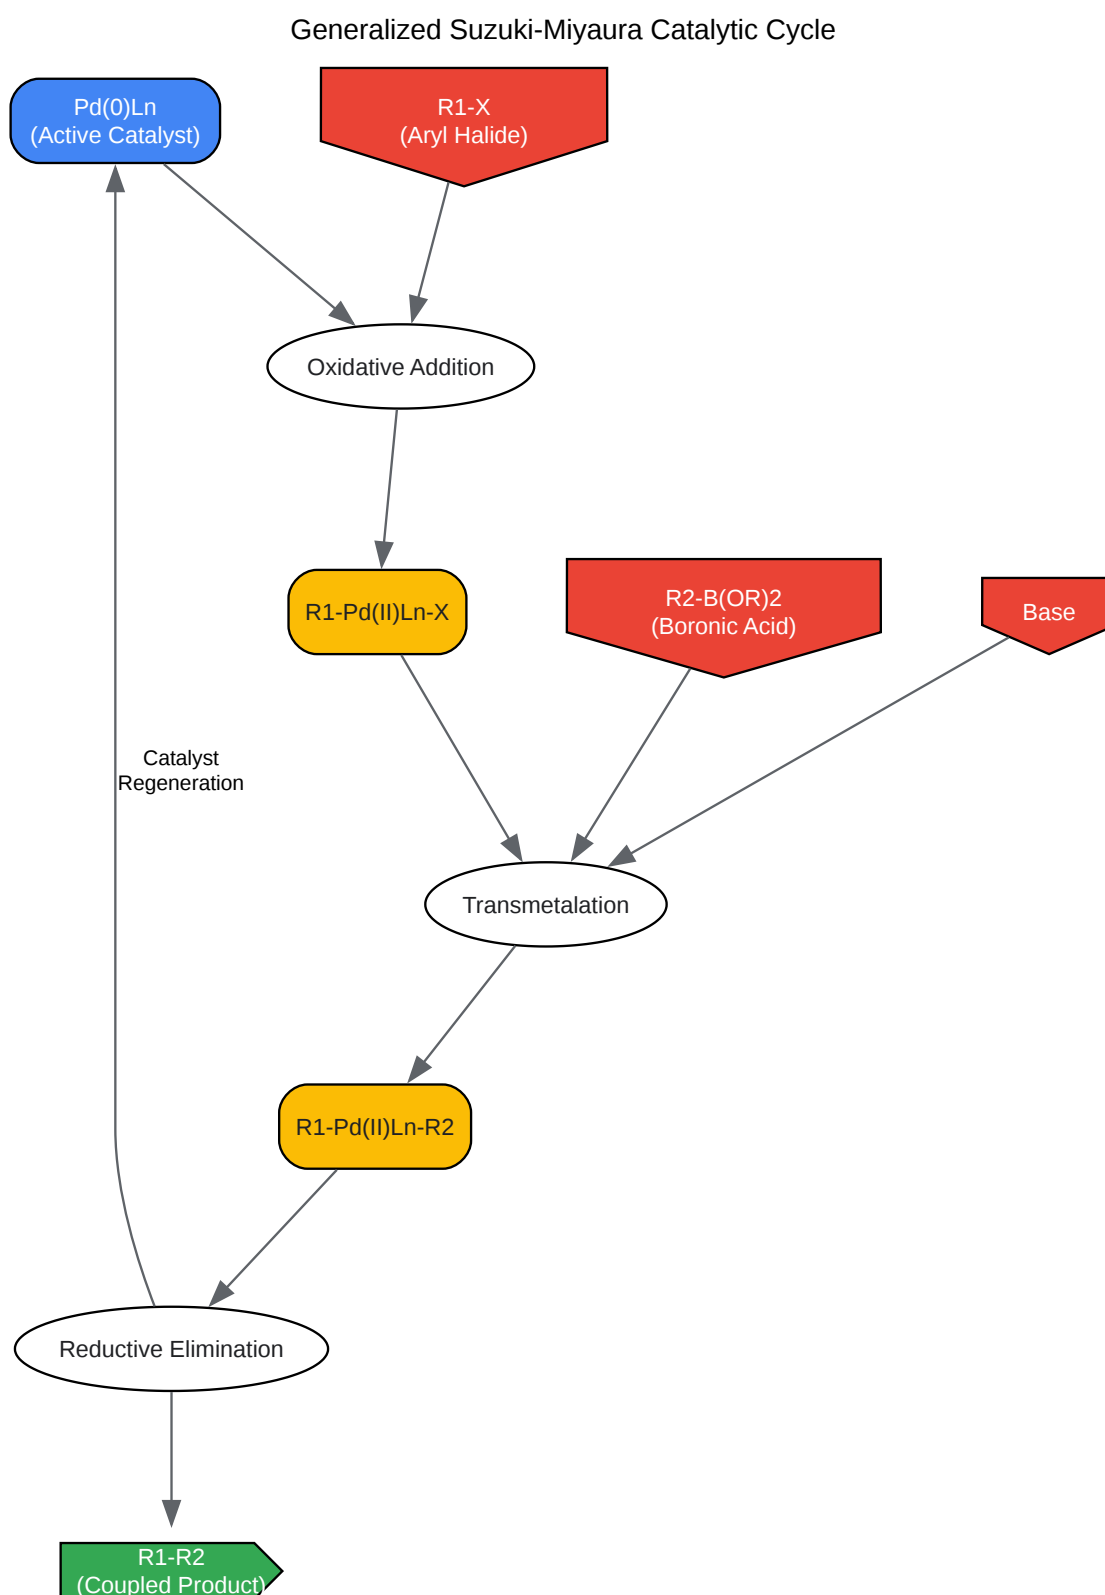 Generalized Suzuki-Miyaura Catalytic Cycle
Pd(0)Ln
(Active Catalyst)
R1-X
(Aryl Halide)
Oxidative Addition
R1-Pd(II)Ln-X
R2-B(OR)2
(Boronic Acid)
Base
Catalyst
Regeneration
Transmetalation
R1-Pd(II)Ln-R2
Reductive Elimination
R1-R2
(Coupled Product)